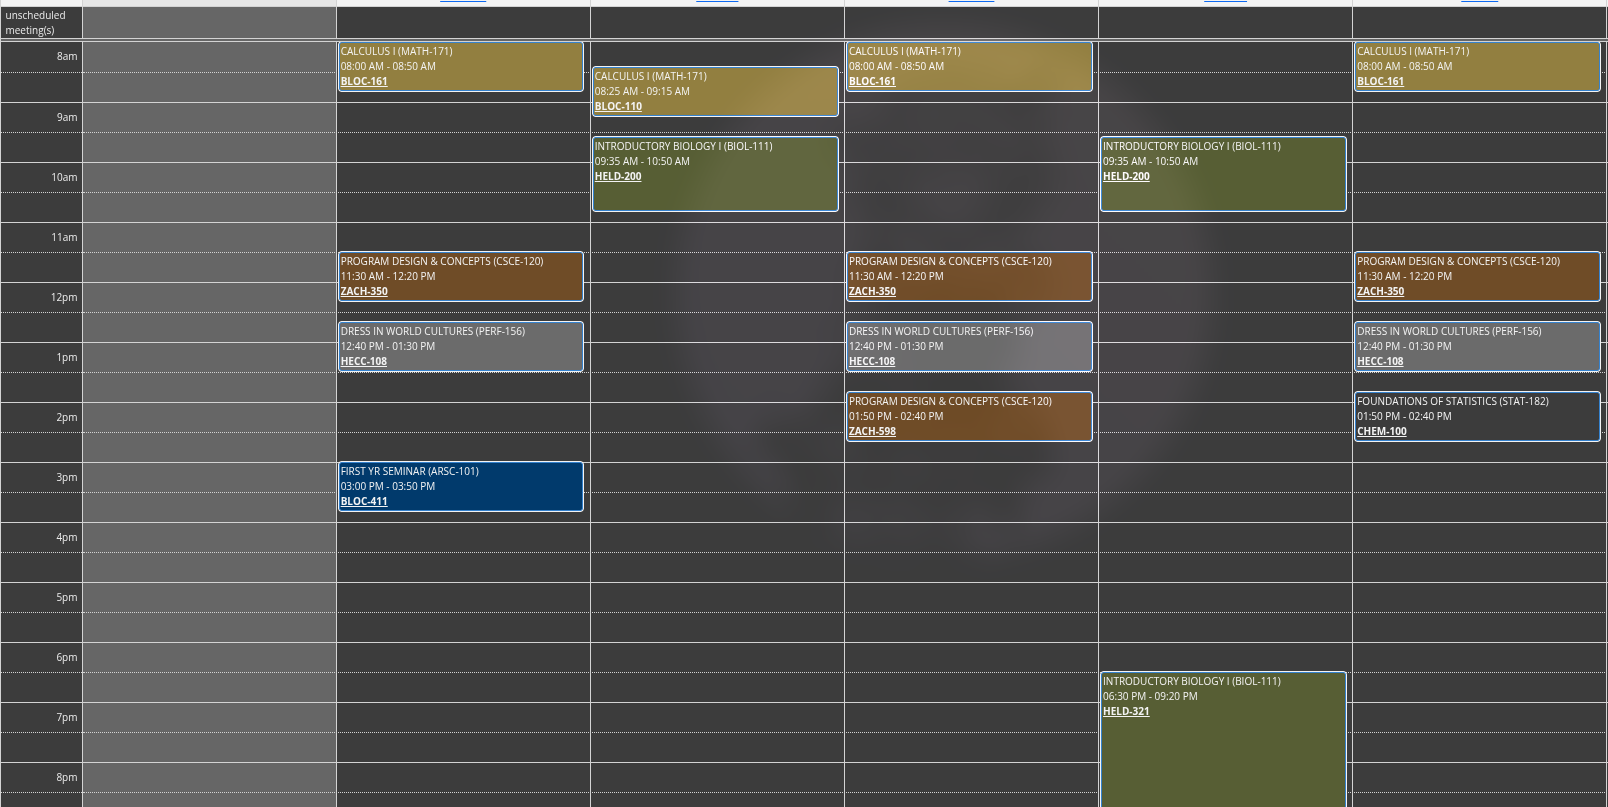 unscheduled
meeting(s)
8am
9am
10am
11am
12pm
1pm
2pm
3pm
4pm
5pm
6pm
7pm
8pm
CALCULUS I (MATH-171)
08:00 AM - 08:50 AM
BLOC-161
PROGRAM DESIGN & CONCEPTS (CSCE-120)
11:30 AM - 12:20 PM
ZACH-350
DRESS IN WORLD CULTURES (PERF-156)
12:40 PM - 01:30 PM
HECC-108
FIRST YR SEMINAR (ARSC-101)
03:00 PM - 03:50 PM
BLOC-411
CALCULUS I (MATH-171)
08:25 AM - 09:15 AM
BLOC-110
INTRODUCTORY BIOLOGY I (BIOL-111)
09:35 AM - 10:50 AM
HELD-200
CALCULUS I (MATH-171)
08:00 AM - 08:50 AM
BLOC-161
PROGRAM DESIGN & CONCEPTS (CSCE-120)
11:30 AM - 12:20 PM
ZACH-350
DRESS IN WORLD CULTURES (PERF-156)
12:40 PM - 01:30 PM
HECC-108
PROGRAM DESIGN & CONCEPTS (CSCE-120)
01:50 PM - 02:40 PM
ZACH-598
INTRODUCTORY BIOLOGY I (BIOL-111)
09:35 AM - 10:50 AM
HELD-200
INTRODUCTORY BIOLOGY I (BIOL-111)
06:30 PM - 09:20 PM
HELD-321
CALCULUS I (MATH-171)
08:00 AM - 08:50 AM
BLOC-161
PROGRAM DESIGN & CONCEPTS (CSCE-120)
11:30 AM - 12:20 PM
ZACH-350
DRESS IN WORLD CULTURES (PERF-156)
12:40 PM - 01:30 PM
HECC-108
FOUNDATIONS OF STATISTICS (STAT-182)
01:50 PM - 02:40 PM
CHEM-100